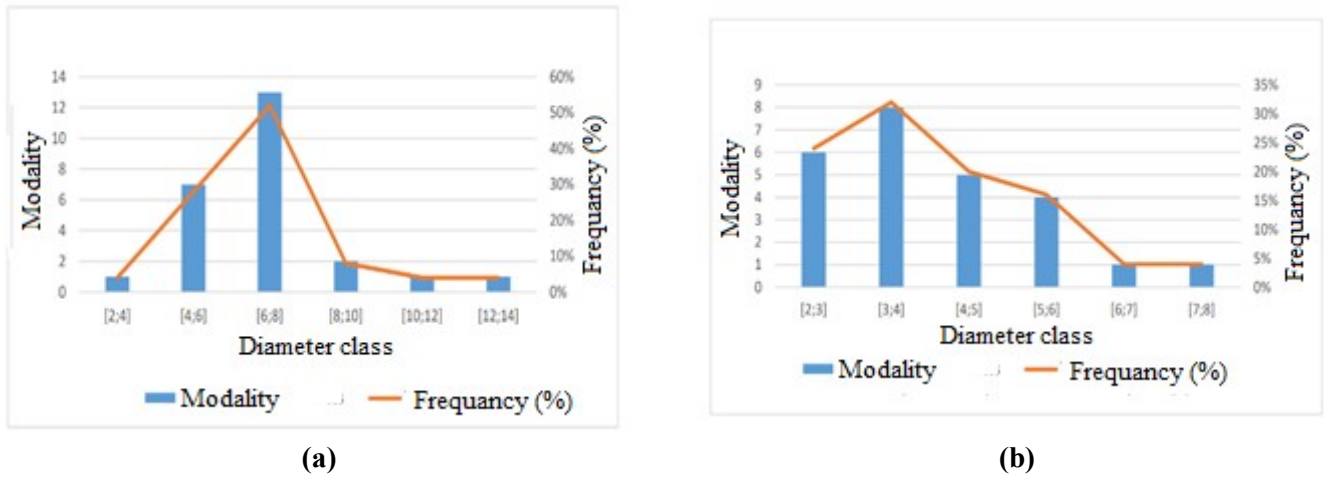 14
12
10
8
6
4
2
0
Modality
60%
50%
40%
30%
20%
10%
0%
Frequancy (%)
[2;4] [4;6] [6;8] [8;10] [10;12] [12;14]
Diameter class
Modality Frequancy (%)
(a)
9
8
7
6
5
4
3
2
1
0
Modality
35%
30%
25%
20%
15%
10%
5%
0%
Frequancy (%)
[2;3] [3;4] [4;5] [5;6] [6;7] [7;8]
Diameter class
Modality Frequancy (%)
(b)